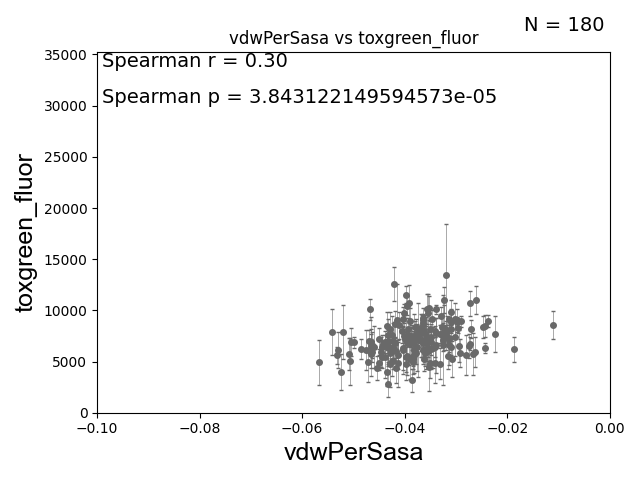 N = 180
vdwPerSasa vs toxgreen_fluor
Spearman r = 0.30
Spearman p = 3.843122149594573e-05
35000
30000
25000
20000
15000
10000
5000
0
toxgreen_fluor
−0.10 −0.08 −0.06 −0.04 −0.02 0.00
vdwPerSasa